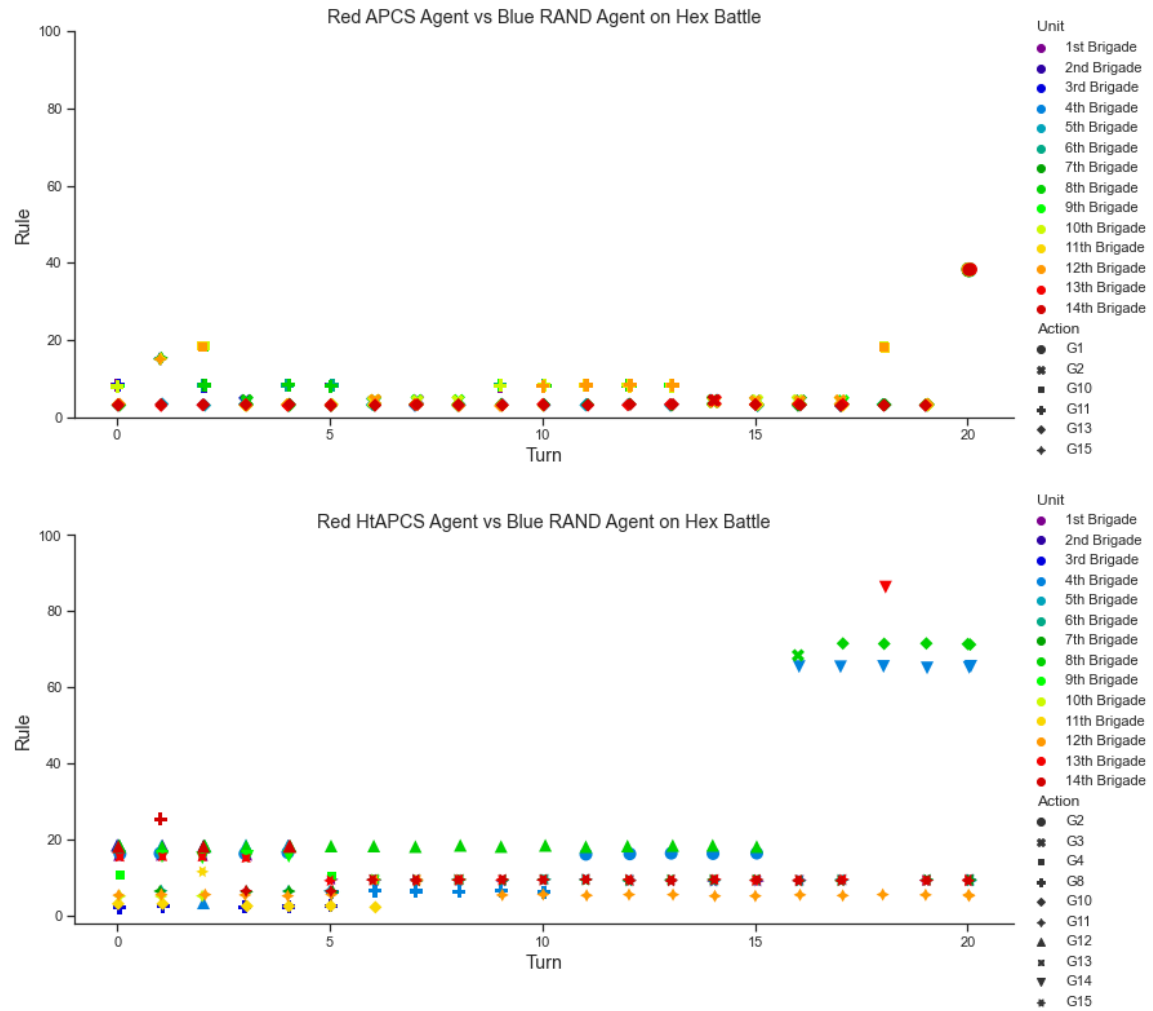 Red APCS Agent vs Blue RAND Agent on Hex Battle
100
80
60
40
20
0
Rule
0 5 10 15 20
Turn
Unit
1st Brigade
2nd Brigade
3rd Brigade
4th Brigade
5th Brigade
6th Brigade
7th Brigade
8th Brigade
9th Brigade
10th Brigade
11th Brigade
12th Brigade
13th Brigade
14th Brigade
Action
G1
G2
G10
G11
G13
G15
Red HtAPCS Agent vs Blue RAND Agent on Hex Battle
100
80
60
40
20
0
Rule
0 5 10 15 20
Turn
Unit
1st Brigade
2nd Brigade
3rd Brigade
4th Brigade
5th Brigade
6th Brigade
7th Brigade
8th Brigade
9th Brigade
10th Brigade
11th Brigade
12th Brigade
13th Brigade
14th Brigade
Action
G2
G3
G4
G8
G10
G11
G12
G13
G14
G15